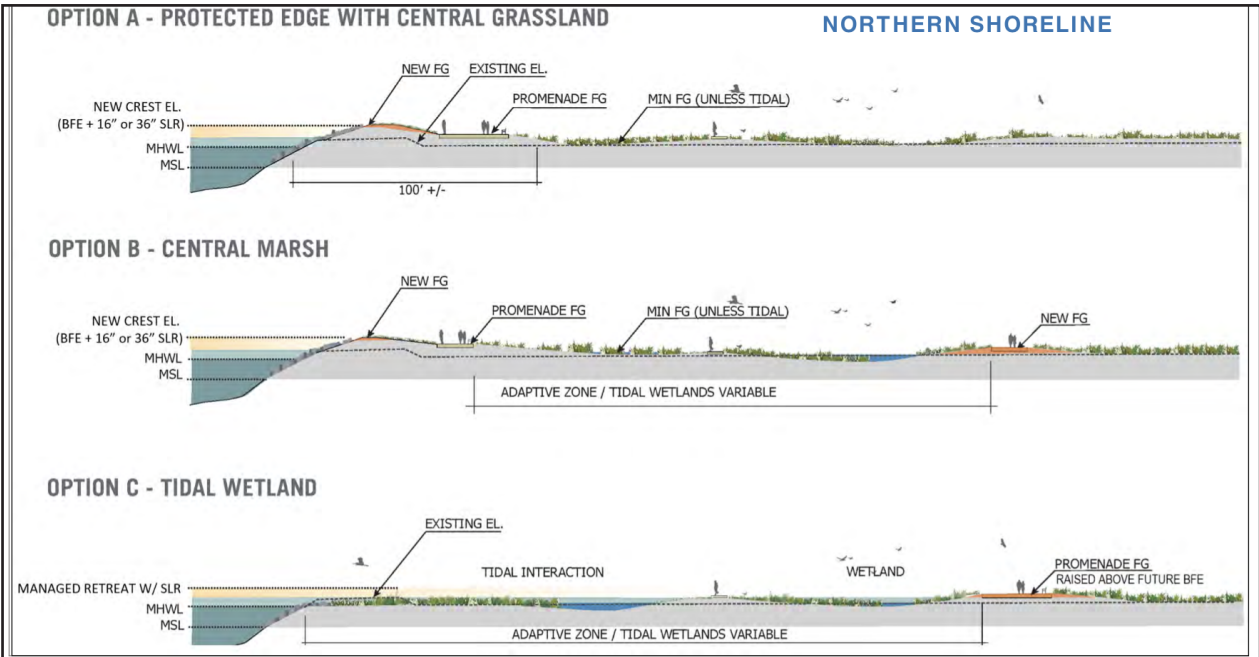 OPTION A - PROTECTED EDGE WITH CENTRAL GRASSLAND
NORTHERN SHORELINE
NEW FG
EXISTING EL.
PROMENADE FG
MIN FG (UNLESS TIDAL)
NEW CREST EL.
(BFE + 16" or 36" SLR)
MHWL
MSL
100' +/-
OPTION B - CENTRAL MARSH
NEW FG
PROMENADE FG
MIN FG (UNLESS TIDAL)
NEW FG
NEW CREST EL.
(BFE + 16" or 36" SLR)
MHWL
MSL
ADAPTIVE ZONE / TIDAL WETLANDS VARIABLE
OPTION C - TIDAL WETLAND
EXISTING EL.
TIDAL INTERACTION
WETLAND
PROMENADE FG
RAISED ABOVE FUTURE BFE
MANAGED RETREAT W/ SLR
MHWL
MSL
ADAPTIVE ZONE / TIDAL WETLANDS VARIABLE